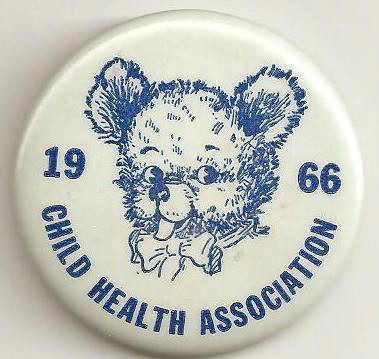 19 66
CHILD HEALTH ASSOCIATION